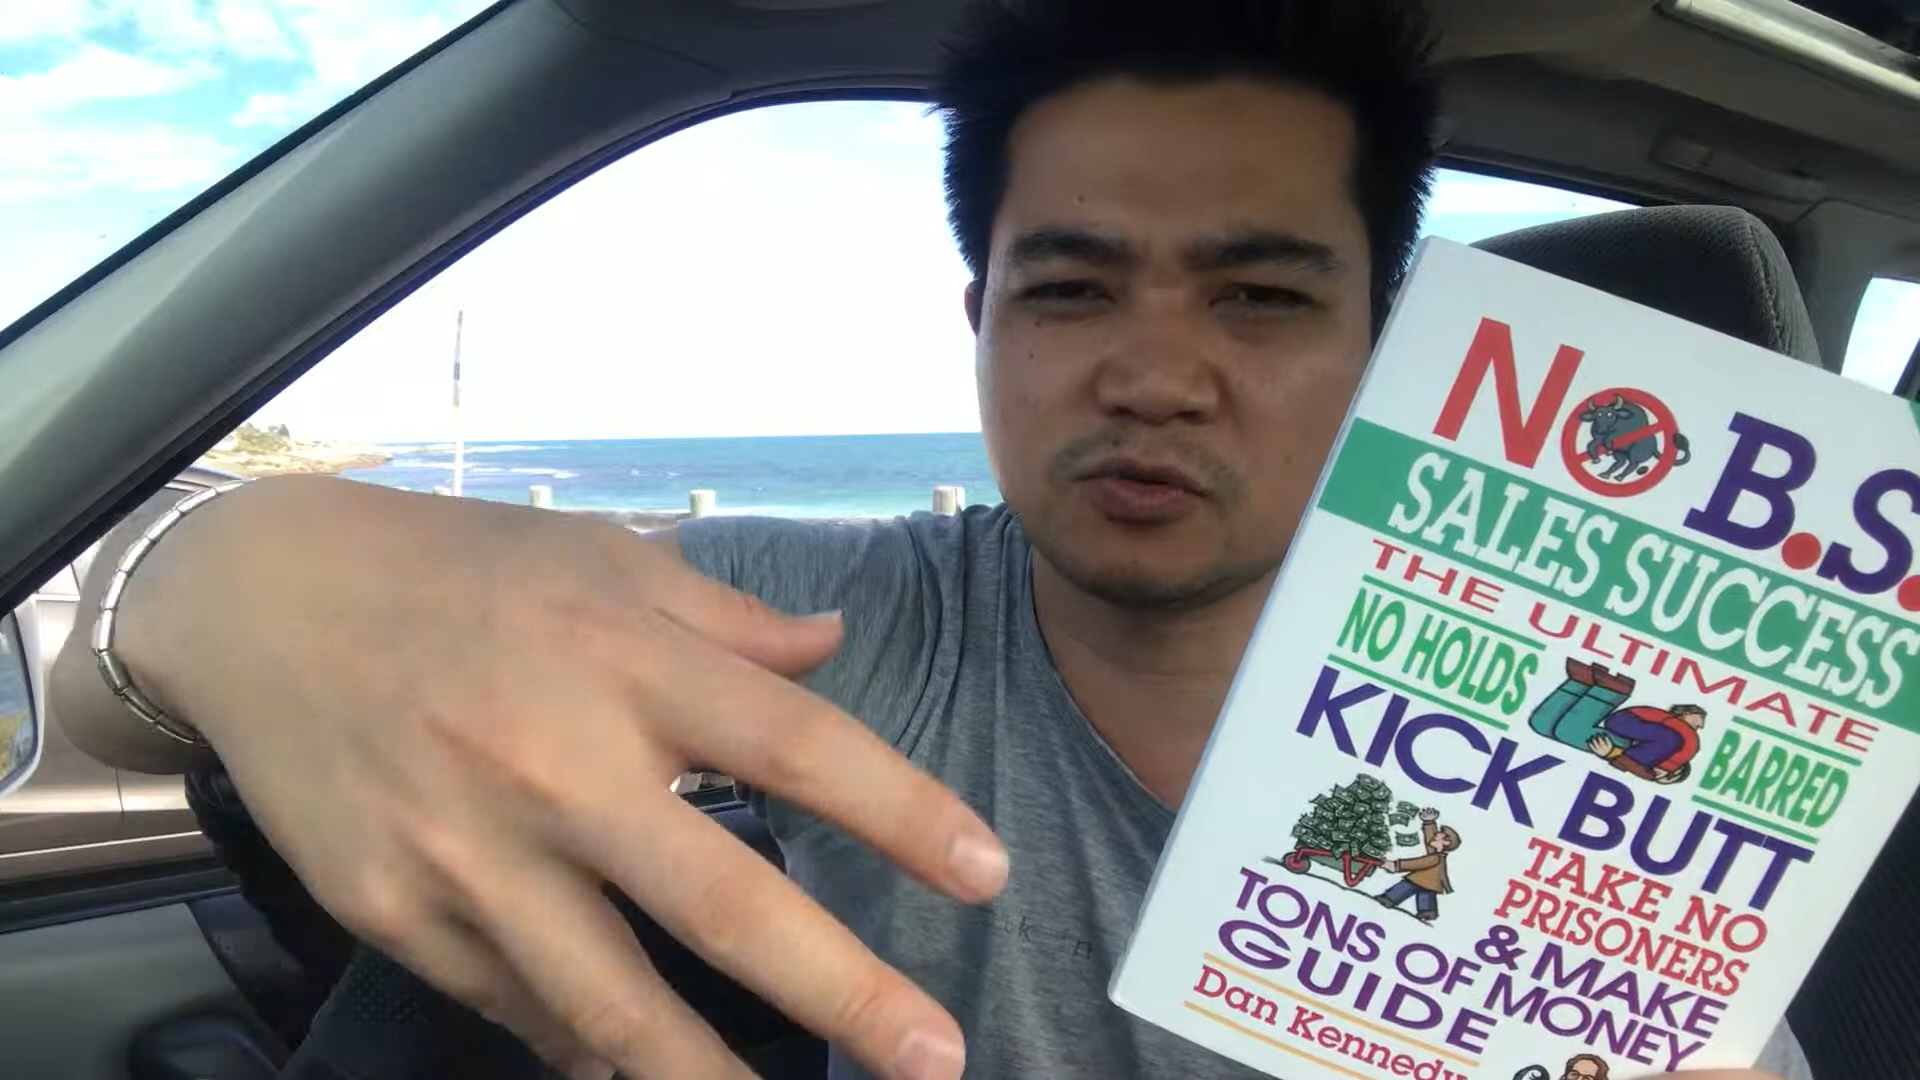 NO B.S.
SALES SUCCESS
THE ULTIMATE
NO HOLDS BARRED
KICK BUTT
TAKE NO
PRISONERS
& MAKE
TONS OF MONEY
GUIDE
Dan Kennedy